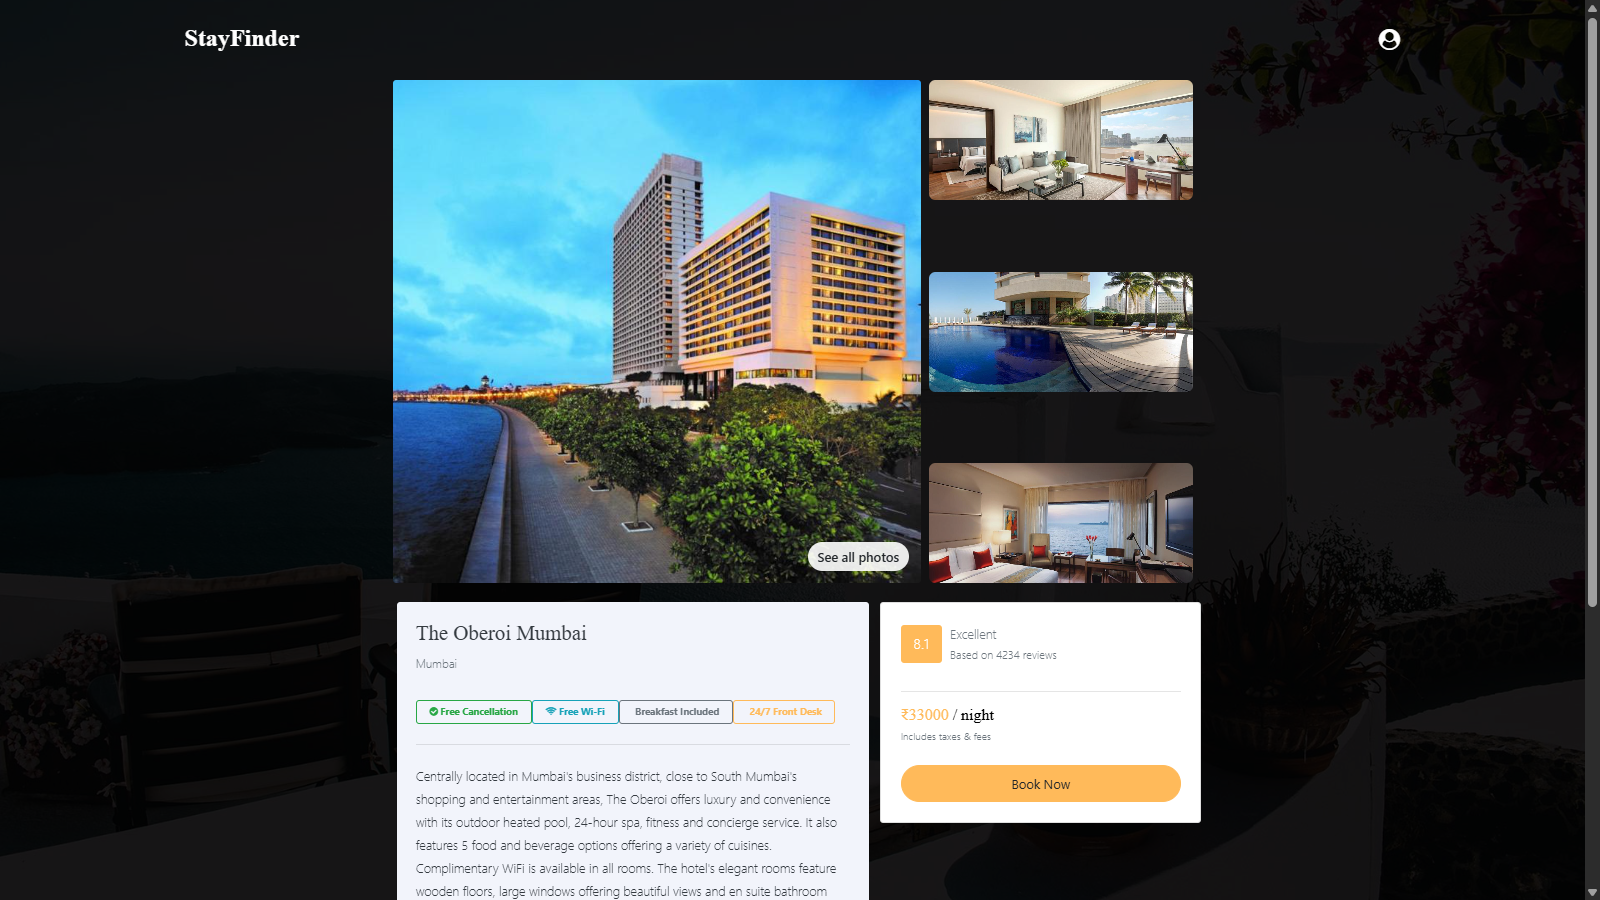 StayFinder
See all photos
The Oberoi Mumbai
Mumbai
Free Cancellation
Free Wi-Fi
Breakfast Included
24/7 Front Desk
Centrally located in Mumbai's business district, close to South Mumbai's
shopping and entertainment areas, The Oberoi offers luxury and convenience
with its outdoor heated pool, 24-hour spa, fitness and concierge service. It also
features 5 food and beverage options offering a variety of cuisines.
Complimentary WiFi is available in all rooms. The hotel's elegant rooms feature
wooden floors, large windows offering beautiful views and en suite bathroom
8.1
Excellent
Based on 4234 reviews
₹33000 / night
Includes taxes & fees
Book Now